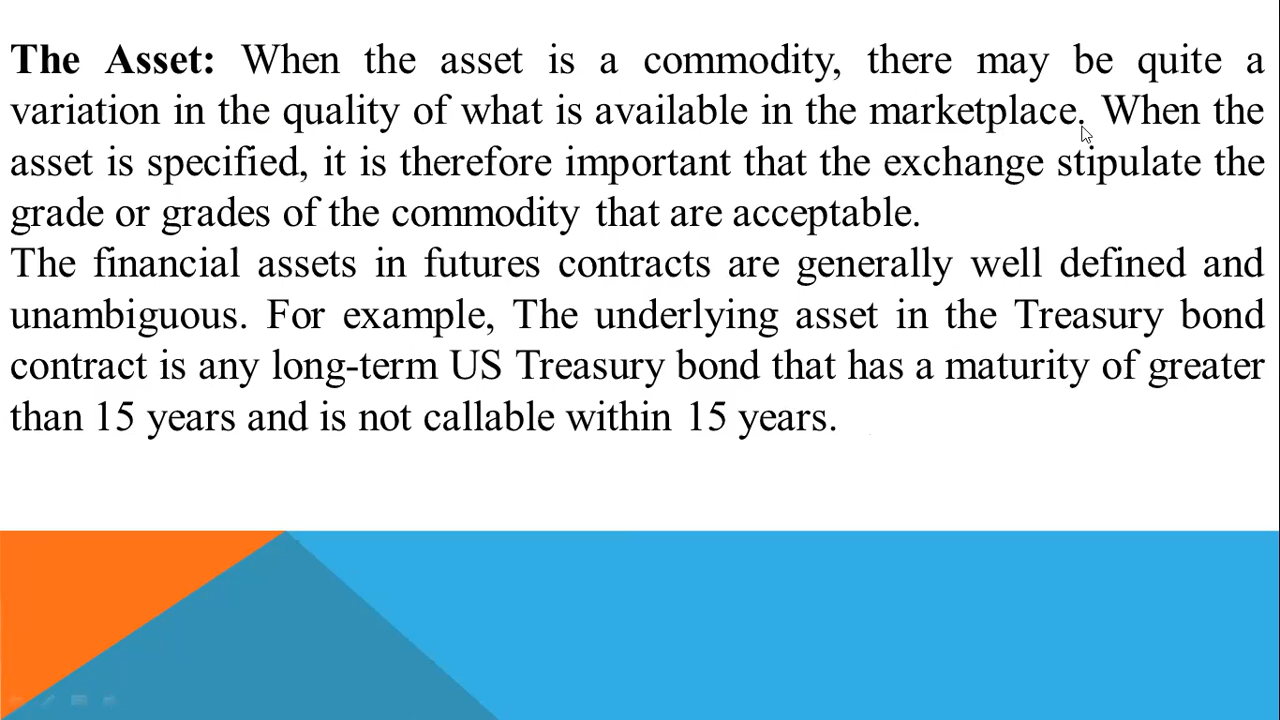 The Asset: When the asset is a commodity, there may be quite a
variation in the quality of what is available in the marketplace. When the
asset is specified, it is therefore important that the exchange stipulate the
grade or grades of the commodity that are acceptable.
The financial assets in futures contracts are generally well defined and
unambiguous. For example, The underlying asset in the Treasury bond
contract is any long-term US Treasury bond that has a maturity of greater
than 15 years and is not callable within 15 years.